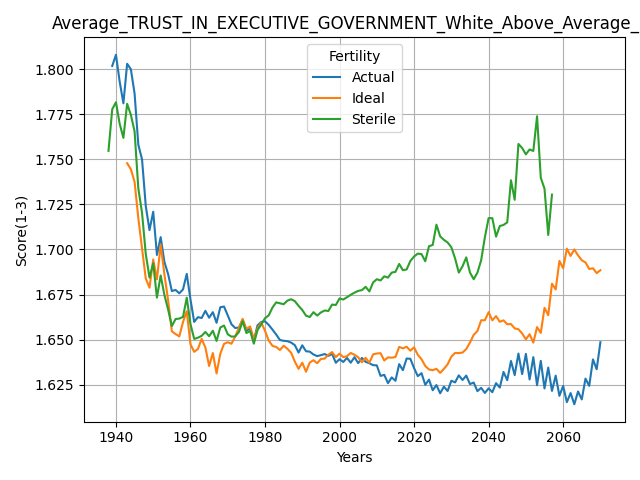 Average_TRUST_IN_EXECUTIVE_GOVERNMENT_White_Above_Average_
Fertility
Actual
Ideal
Sterile
Score(1-3)
1.800
1.775
1.750
1.725
1.700
1.675
1.650
1.625
1940 1960 1980 2000 2020 2040 2060
Years